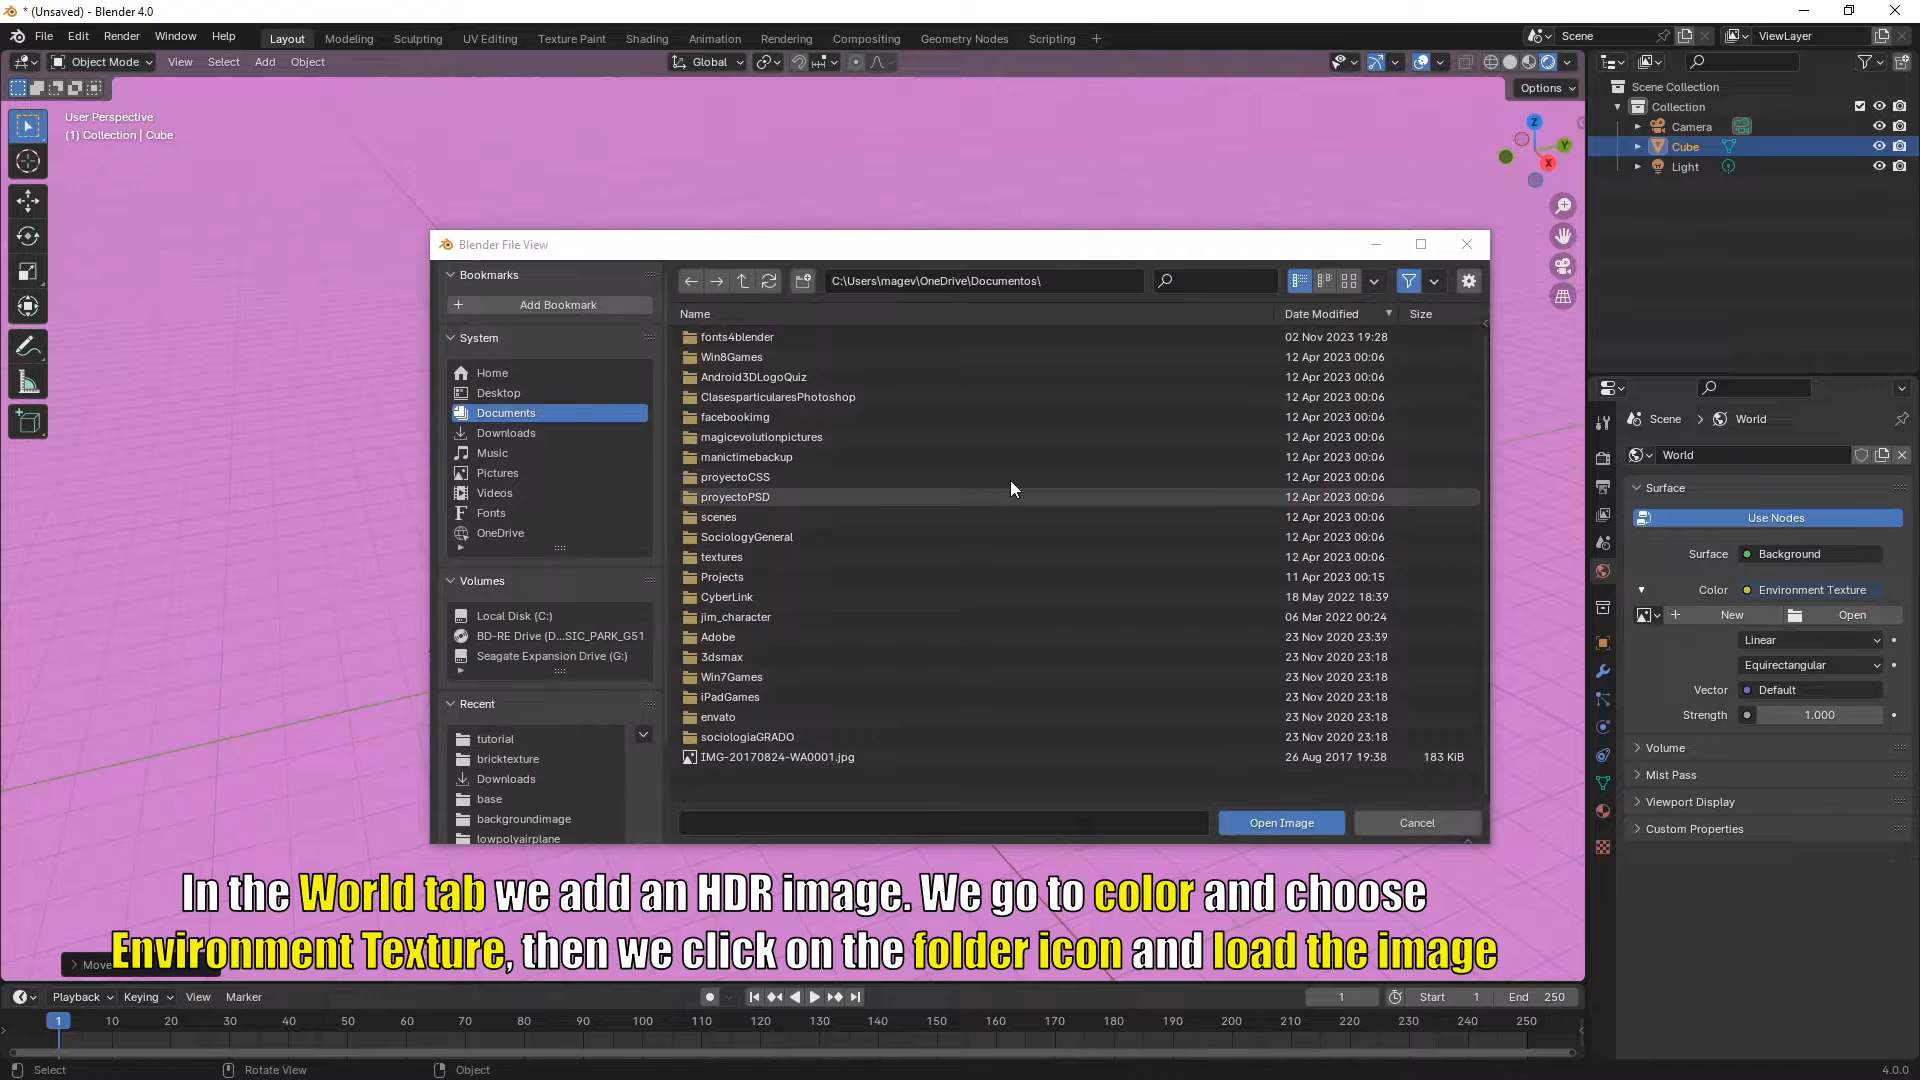 * (Unsaved) - Blender 4.0
File Edit Render Window Help Layout Modeling Sculpting UV Editing Texture Paint Shading Animation Rendering Compositing Geometry Nodes Scripting + Scene ViewLayer
Object Mode View Select Add Object Global
Options
User Perspective
(1) Collection | Cube
Z
Y
X
Scene Collection
Collection
Camera
Cube
Light
Blender File View
Bookmarks
+ Add Bookmark
System
Home
Desktop
Documents
Downloads
Music
Pictures
Videos
Fonts
OneDrive
Volumes
Local Disk (C:)
BD-RE Drive (D...SIC_PARK_G51
Seagate Expansion Drive (G:)
Recent
tutorial
bricktexture
Downloads
base
backgroundimage
lowpolyairplane
C:\Users\magev\OneDrive\Documentos\
Name Date Modified Size
fonts4blender 02 Nov 2023 19:28
Win8Games 12 Apr 2023 00:06
Android3DLogoQuiz 12 Apr 2023 00:06
ClasesparticularesPhotoshop 12 Apr 2023 00:06
facebookimg 12 Apr 2023 00:06
magicevolutionpictures 12 Apr 2023 00:06
manictimebackup 12 Apr 2023 00:06
proyectoCSS 12 Apr 2023 00:06
proyectoPSD 12 Apr 2023 00:06
scenes 12 Apr 2023 00:06
SociologyGeneral 12 Apr 2023 00:06
textures 12 Apr 2023 00:06
Projects 11 Apr 2023 00:15
CyberLink 18 May 2022 18:39
jim_character 06 Mar 2022 00:24
Adobe 23 Nov 2020 23:39
3dsmax 23 Nov 2020 23:18
Win7Games 23 Nov 2020 23:18
iPadGames 23 Nov 2020 23:18
envato 23 Nov 2020 23:18
sociologiaGRADO 23 Nov 2020 23:18
IMG-20170824-WA0001.jpg 26 Aug 2017 19:38 183 KiB
Open Image Cancel
Scene > World
World
Surface
Use Nodes
Surface Background
Color Environment Texture
+ New Open
Linear
Equirectangular
Vector Default
Strength 1.000
Volume
Mist Pass
Viewport Display
Custom Properties
In the World tab we add an HDR image. We go to color and choose
Environment Texture, then we click on the folder icon and load the image
Move
Playback Keying View Marker 1 Start 1 End 250
1 10 20 30 40 50 60 70 80 90 100 110 120 130 140 150 160 170 180 190 200 210 220 230 240 250
Select Rotate View Object 4.0.0